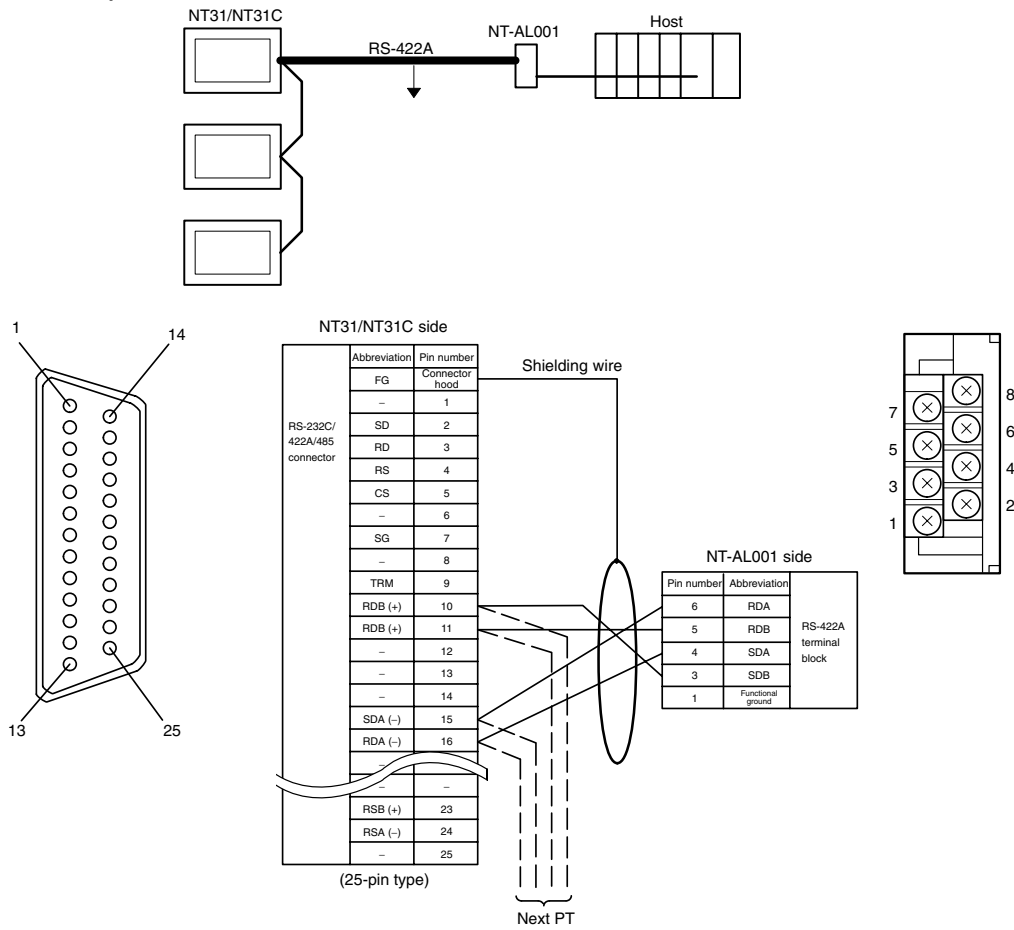 NT31/NT31C
RS-422A
NT-AL001
Host
1
14
13
25
NT31/NT31C side
RS-232C/
422A/485
connector
Abbreviation Pin number
FG Connector hood
– 1
SD 2
RD 3
RS 4
CS 5
– 6
SG 7
– 8
TRM 9
RDB (+) 10
RDB (+) 11
– 12
– 13
– 14
SDA (–) 15
RDA (–) 16
–
– –
RSB (+) 23
RSA (–) 24
– 25
(25-pin type)
Shielding wire
Next PT
NT-AL001 side
Pin number Abbreviation
6 RDA
5 RDB
4 SDA
3 SDB
1 Functional ground
RS-422A
terminal
block
8
7
6
5
4
3
2
1